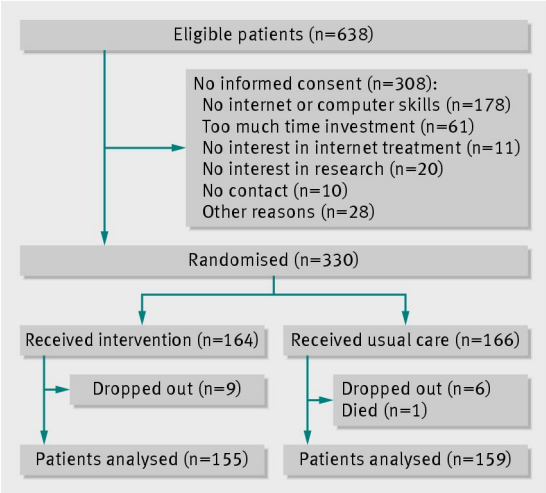 Eligible patients (n=638)
No informed consent (n=308):
No internet or computer skills (n=178)
Too much time investment (n=61)
No interest in internet treatment (n=11)
No interest in research (n=20)
No contact (n=10)
Other reasons (n=28)
Randomised (n=330)
Received intervention (n=164)
Received usual care (n=166)
Dropped out (n=9)
Dropped out (n=6)
Died (n=1)
Patients analysed (n=155)
Patients analysed (n=159)